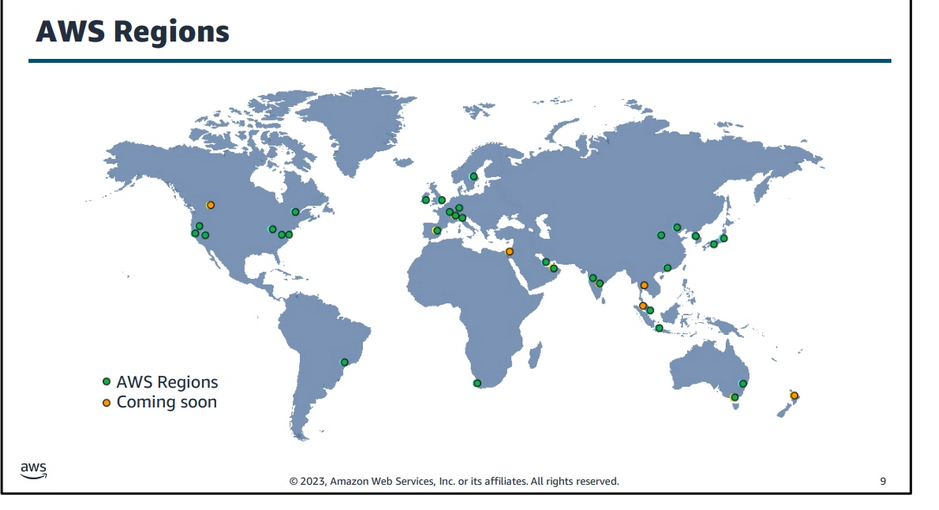 AWS Regions
AWS Regions
Coming soon
aws
© 2023, Amazon Web Services, Inc. or its affiliates. All rights reserved.
9